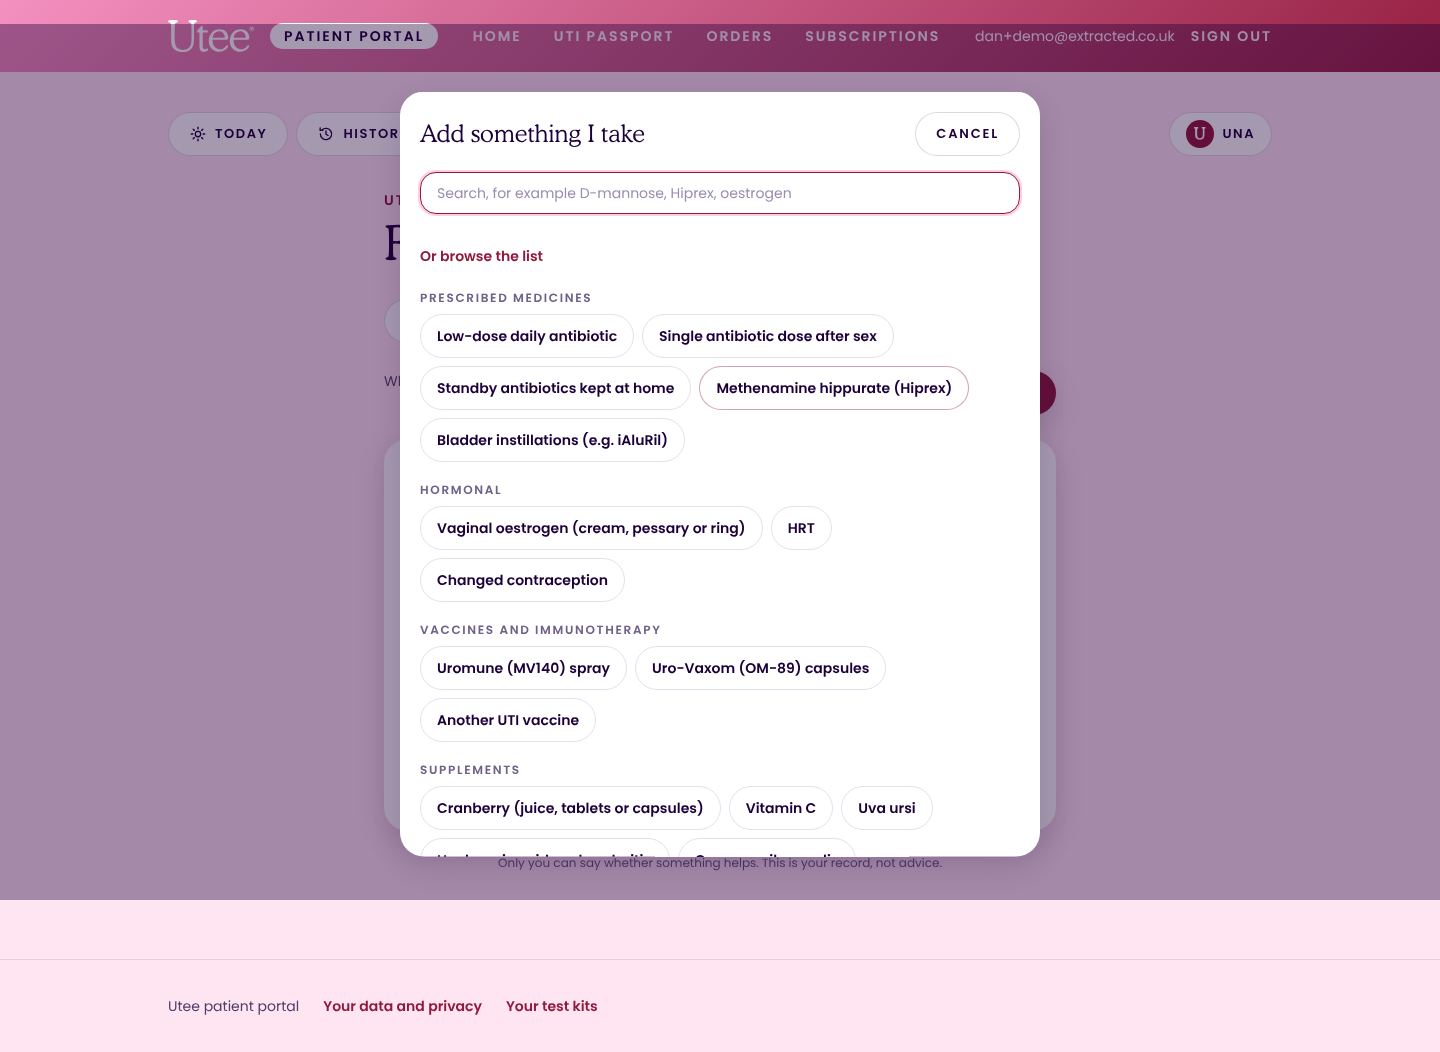 Utee
PATIENT PORTAL
HOME
UTI PASSPORT
ORDERS
SUBSCRIPTIONS
dan+demo@extracted.co.uk
SIGN OUT
TODAY
HISTOR
U
UNA
Add something I take
CANCEL
Search, for example D-mannose, Hiprex, oestrogen
Or browse the list
PRESCRIBED MEDICINES
Low-dose daily antibiotic
Single antibiotic dose after sex
Standby antibiotics kept at home
Methenamine hippurate (Hiprex)
Bladder instillations (e.g. iAluRil)
HORMONAL
Vaginal oestrogen (cream, pessary or ring)
HRT
Changed contraception
VACCINES AND IMMUNOTHERAPY
Uromune (MV140) spray
Uro-Vaxom (OM-89) capsules
Another UTI vaccine
SUPPLEMENTS
Cranberry (juice, tablets or capsules)
Vitamin C
Uva ursi
Only you can say whether something helps. This is your record, not advice.
Utee patient portal
Your data and privacy
Your test kits